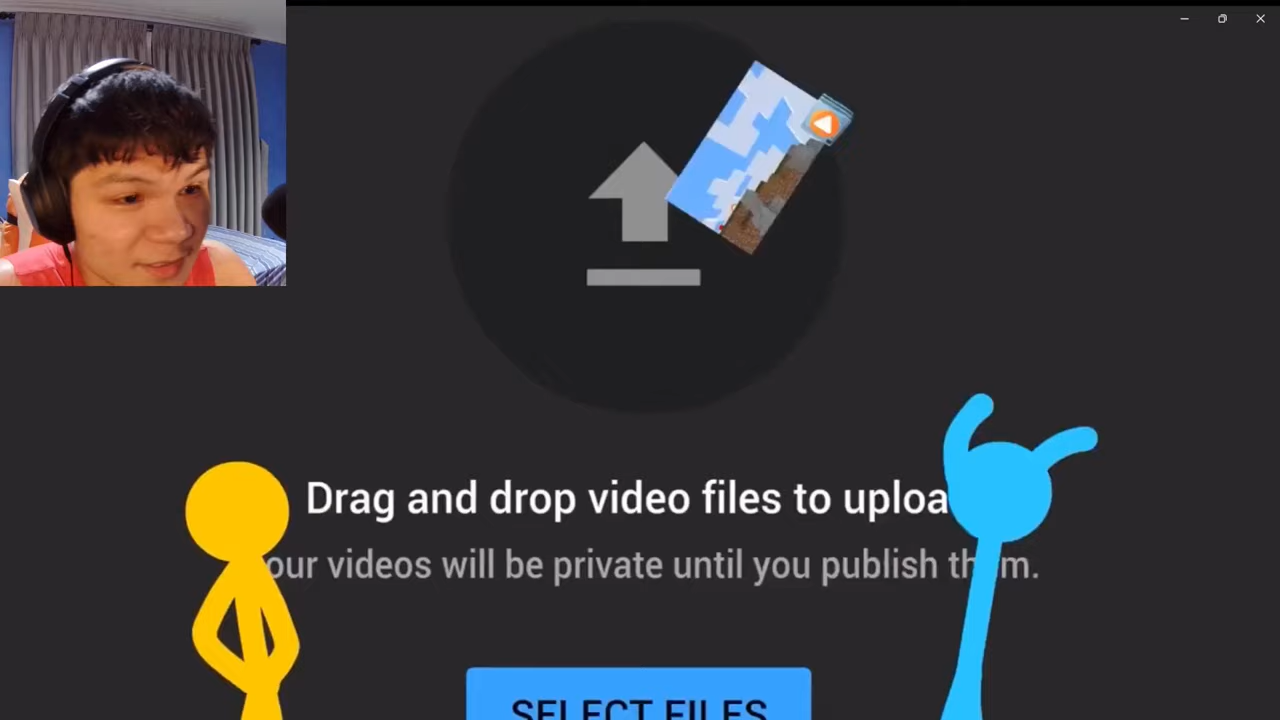 Drag and drop video files to uploa
our videos will be private until you publish th m.
SELECT FILES